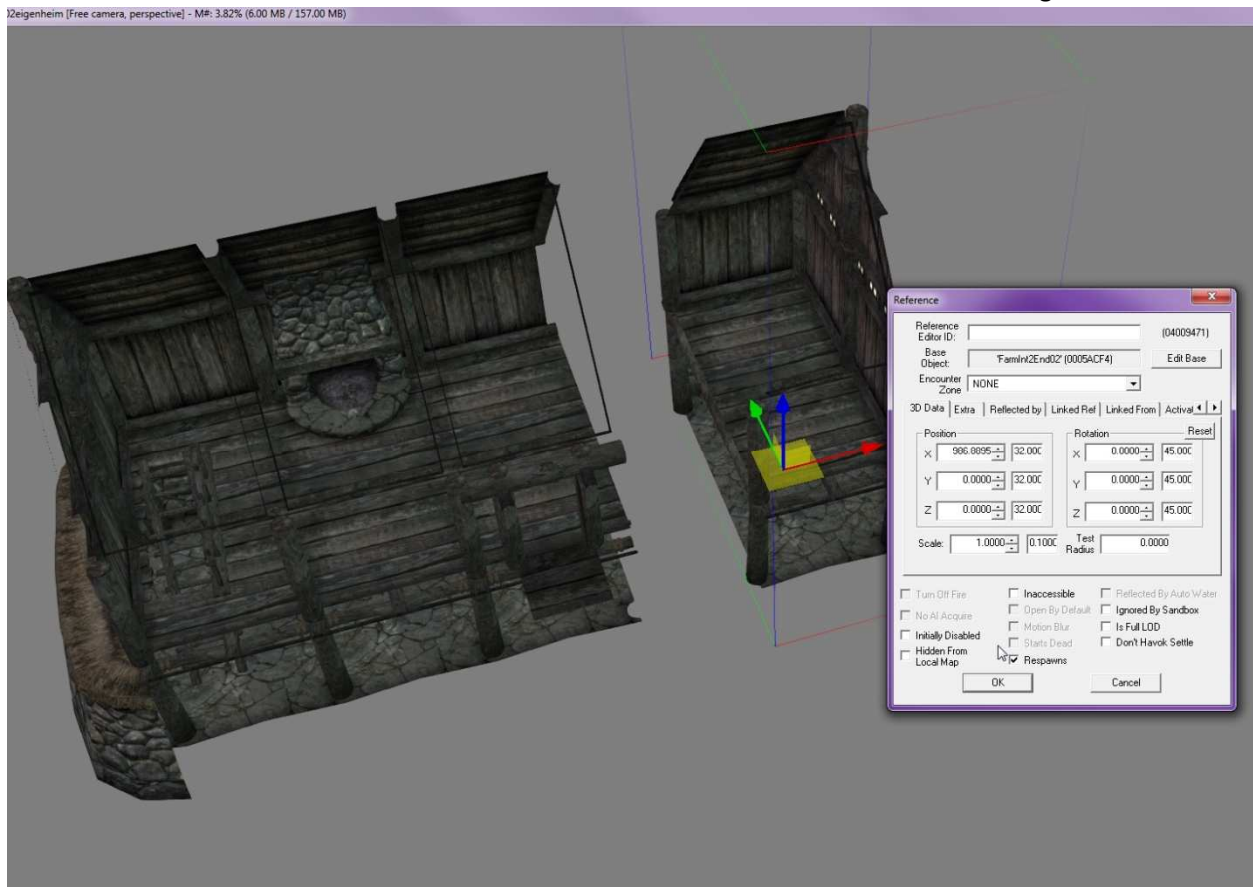 02eigenheim [Free camera, perspective] - M#: 3.82% (6.00 MB / 157.00 MB)
Reference
Reference Editor ID: (04009471)
Base Object: 'FarmInt2End02' (0005ACF4) Edit Base
Encounter Zone NONE
3D Data Extra Reflected by Linked Ref Linked From Activat
Position Rotation Reset
X 986.0895 32.000 X 0.0000 45.000
Y 0.0000 32.000 Y 0.0000 45.000
Z 0.0000 32.000 Z 0.0000 45.000
Scale: 1.0000 0.1000 Test Radius 0.0000
Turn Off Fire Inaccessible Reflected By Auto Water
No AI Acquire Open By Default Ignored By Sandbox
Motion Blur Is Full LOD
Initially Disabled Starts Dead Don't Havok Settle
Hidden From Local Map Respawns
OK Cancel